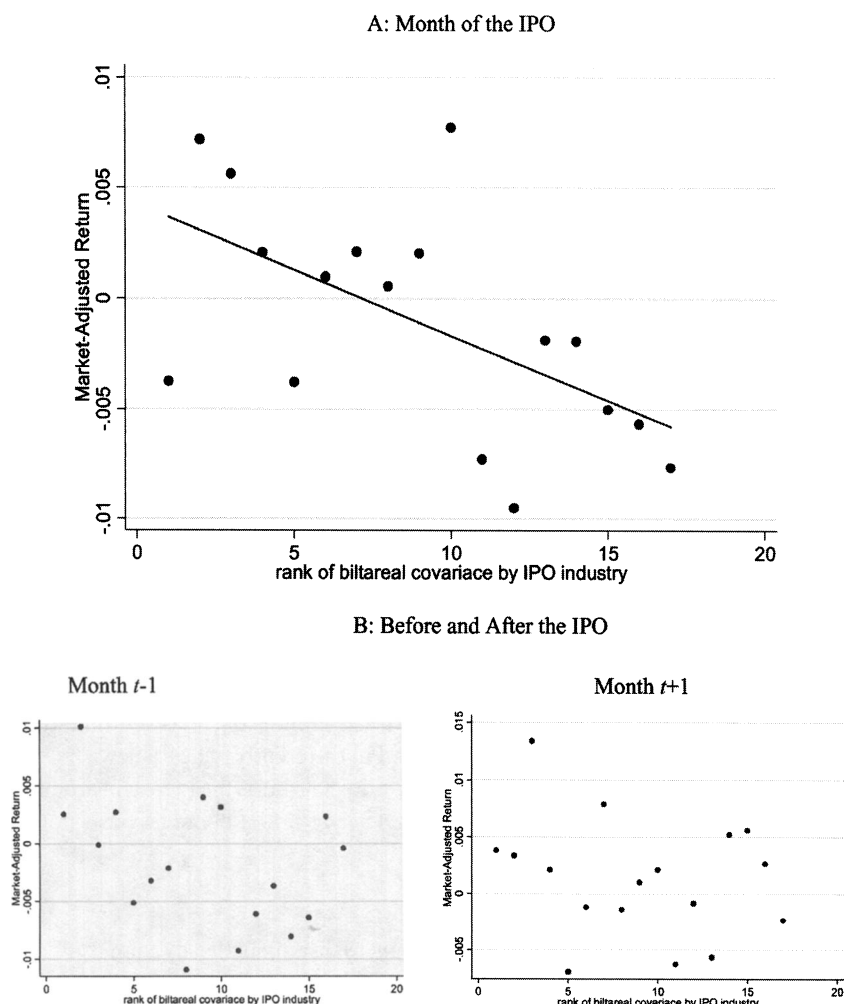 A: Month of the IPO
.01
.005
0
-.005
-.01
Market-Adjusted Return
0 5 10 15 20
rank of biltareal covariace by IPO industry
B: Before and After the IPO
Month t-1
.01
.005
0
-.005
-.01
Market-Adjusted Return
0 5 10 15 20
rank of biltareal covariace by IPO industry
Month t+1
.015
.01
.005
0
-.005
Market-Adjusted Return
0 5 10 15 20
rank of biltareal covariace by IPO industry